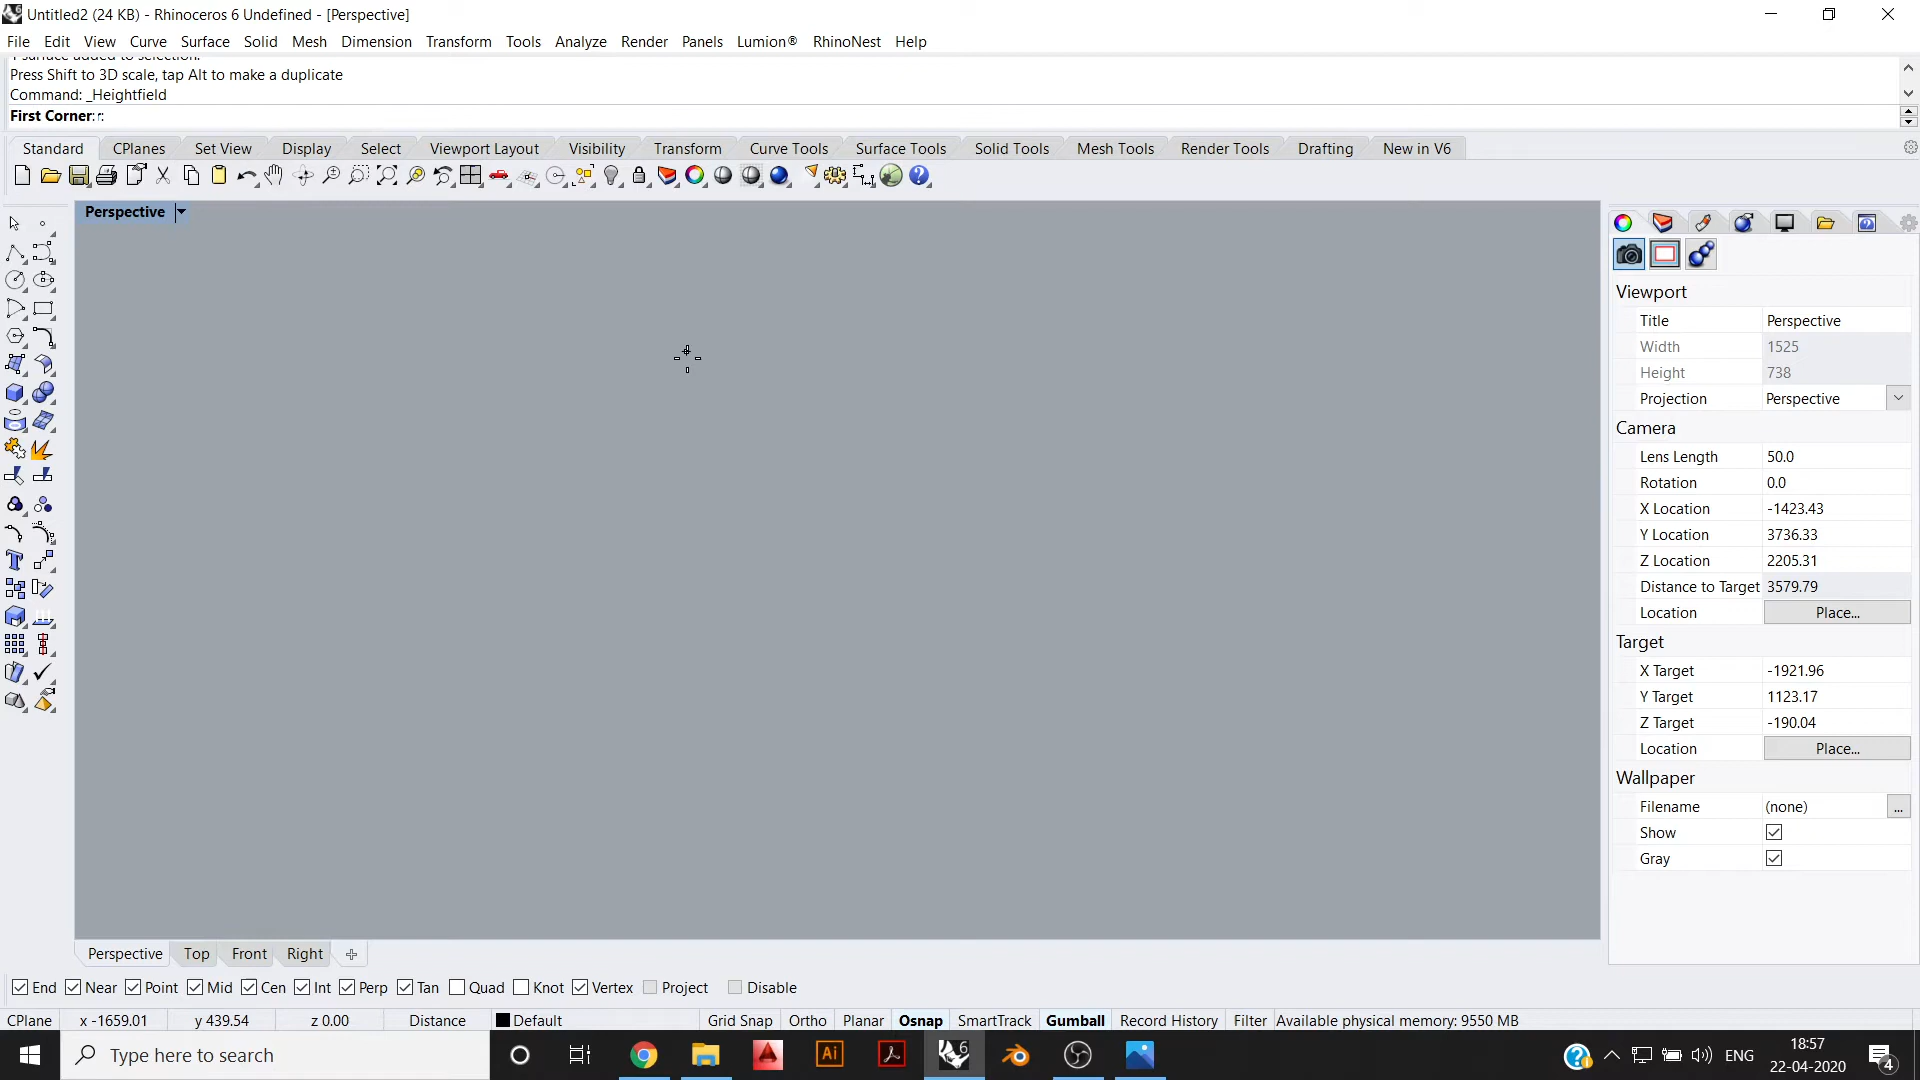 Untitled2 (24 KB) - Rhinoceros 6 Undefined - [Perspective]
File Edit View Curve Surface Solid Mesh Dimension Transform Tools Analyze Render Panels Lumion® RhinoNest Help
1 surface added to selection.
Press Shift to 3D scale, tap Alt to make a duplicate
Command: _Heightfield
First Corner:
Standard CPlanes Set View Display Select Viewport Layout Visibility Transform Curve Tools Surface Tools Solid Tools Mesh Tools Render Tools Drafting New in V6
Perspective
Viewport
Title Perspective
Width 1525
Height 738
Projection Perspective
Camera
Lens Length 50.0
Rotation 0.0
X Location -1423.43
Y Location 3736.33
Z Location 2205.31
Distance to Target 3579.79
Location Place...
Target
X Target -1921.96
Y Target 1123.17
Z Target -190.04
Location Place...
Wallpaper
Filename (none) ...
Show
Gray
Perspective Top Front Right
End Near Point Mid Cen Int Perp Tan Quad Knot Vertex Project Disable
CPlane x -1659.01 y 439.54 z 0.00 Distance Default Grid Snap Ortho Planar Osnap SmartTrack Gumball Record History Filter Available physical memory: 9550 MB
Type here to search
Ai
6
ENG
18:57
22-04-2020
4